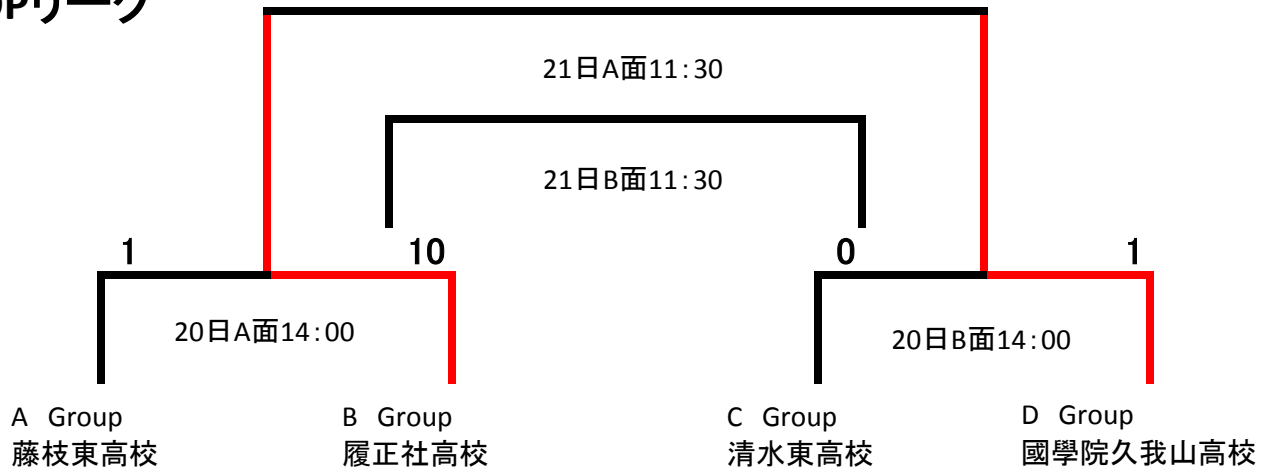 Pリーグ
21日A面11:30
21日B面11:30
1 10 0 1
20日A面14:00 20日B面14:00
A Group B Group C Group D Group
藤枝東高校 履正社高校 清水東高校 國學院久我山高校